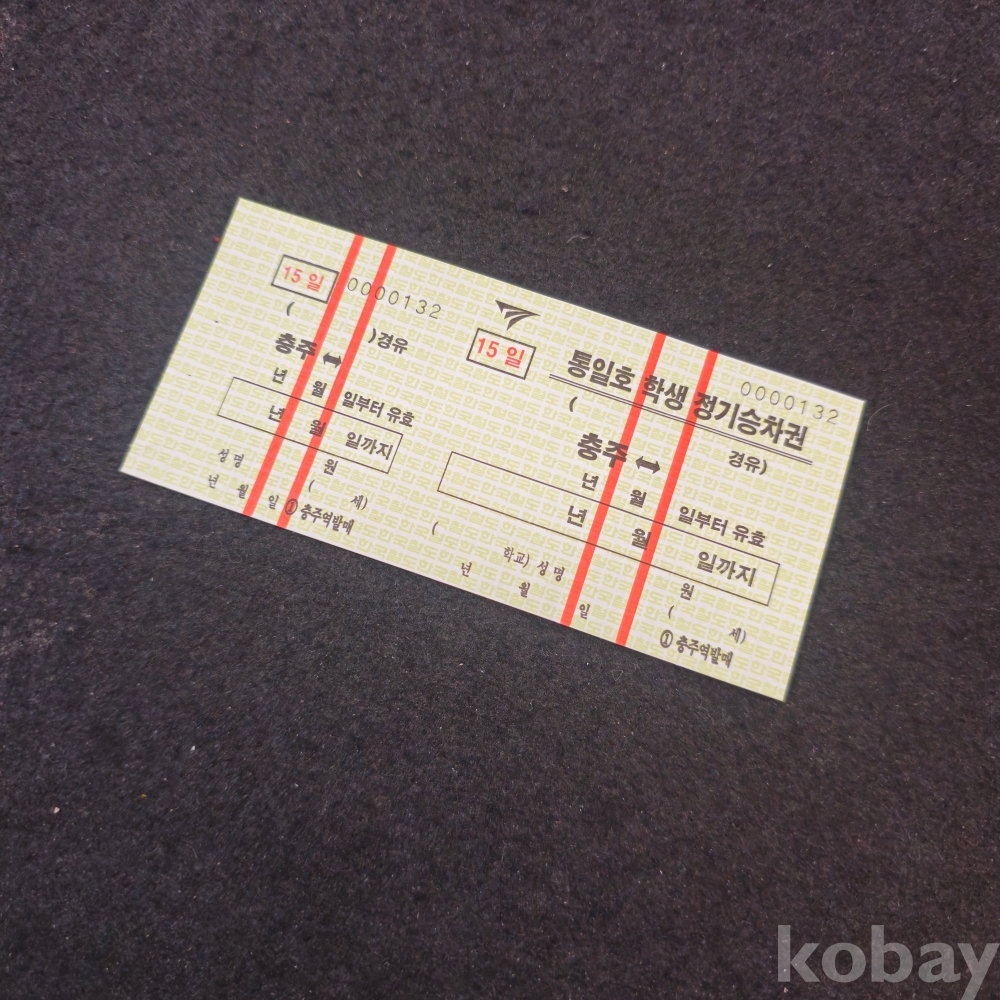 15 일
0000132
(
)경유
충주 ↔
년 월 일부터 유효
년 월 일까지
원
성 명 ( 세)
년 월 일 ① 충주역발매
15 일
통일호 학생 정기승차권
0000132
( 경유)
충주 ↔
년 월 일부터 유효
년 월 일까지
원
( 학교) 성 명 ( 세)
년 월 일 ① 충주역발매
kobay